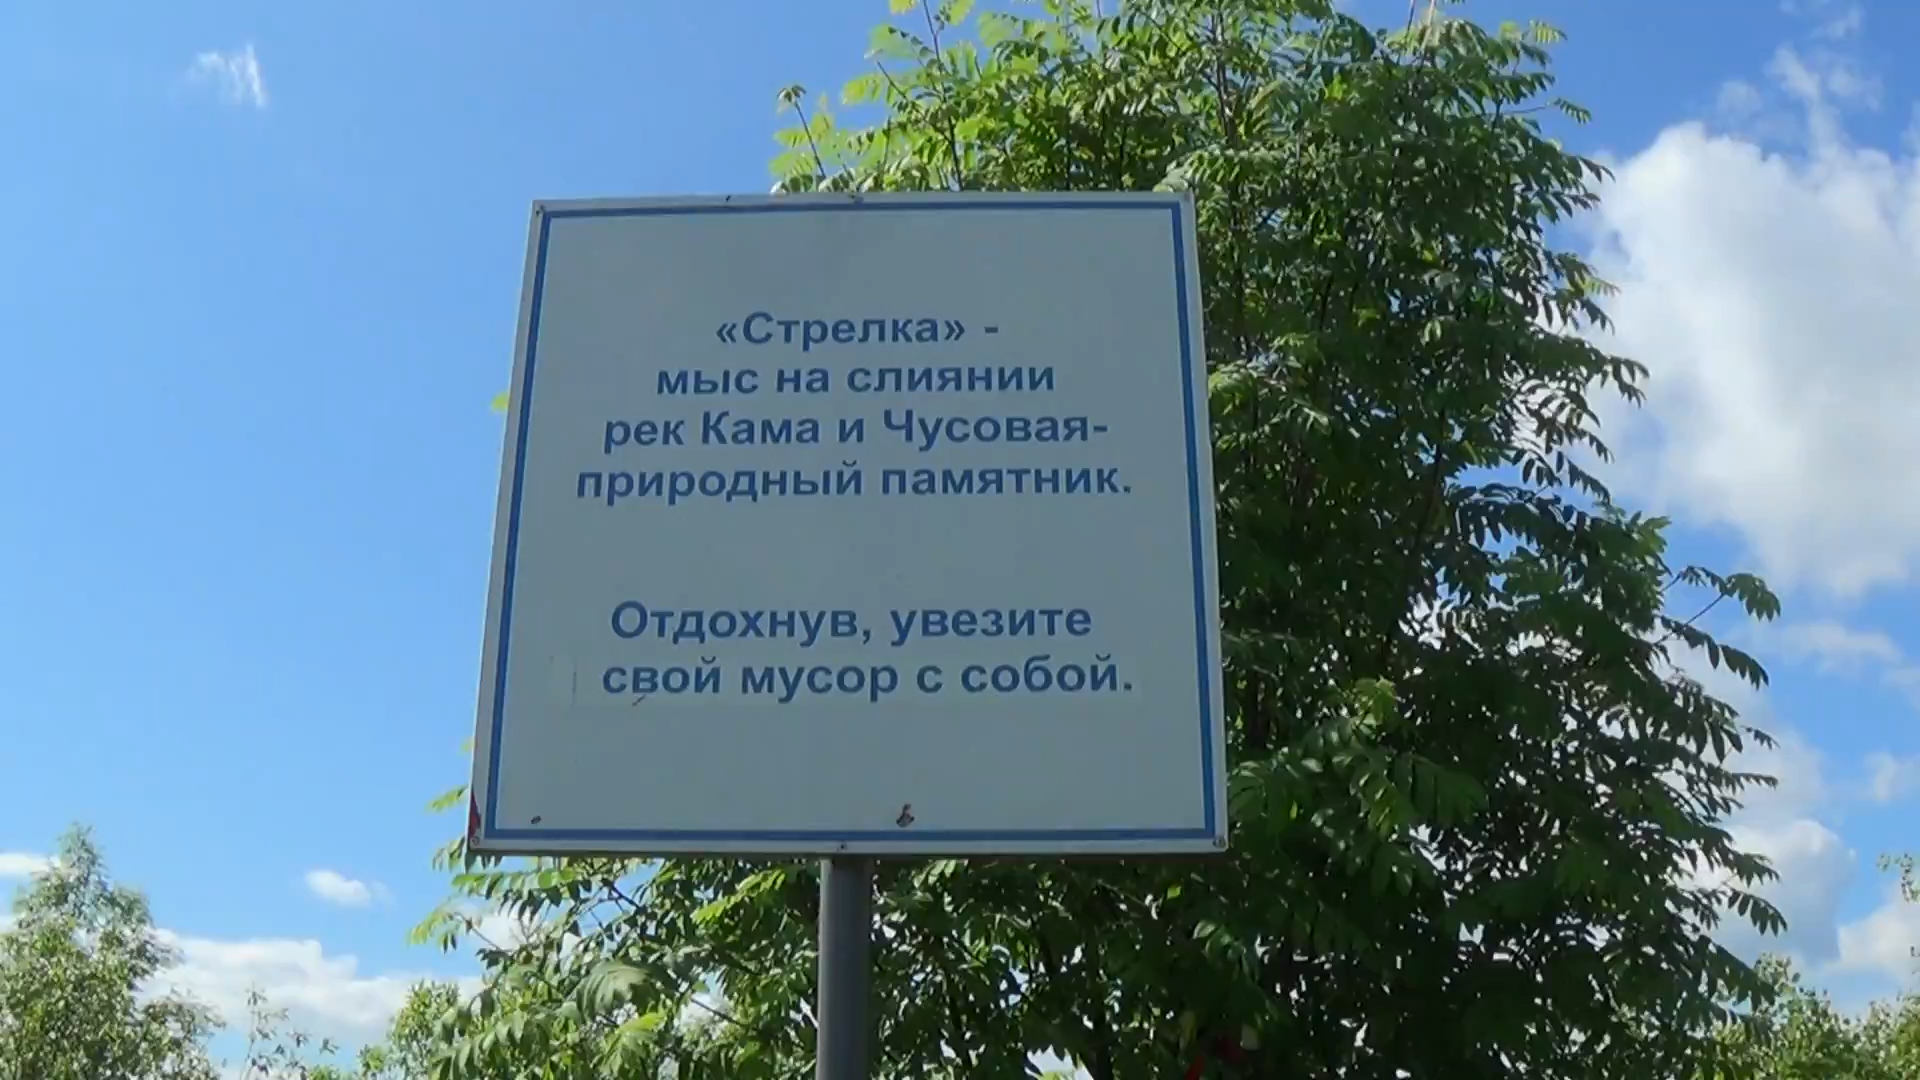 «Стрелка» -
мыс на слиянии
рек Кама и Чусовая-
природный памятник.
Отдохнув, увезите
свой мусор с собой.